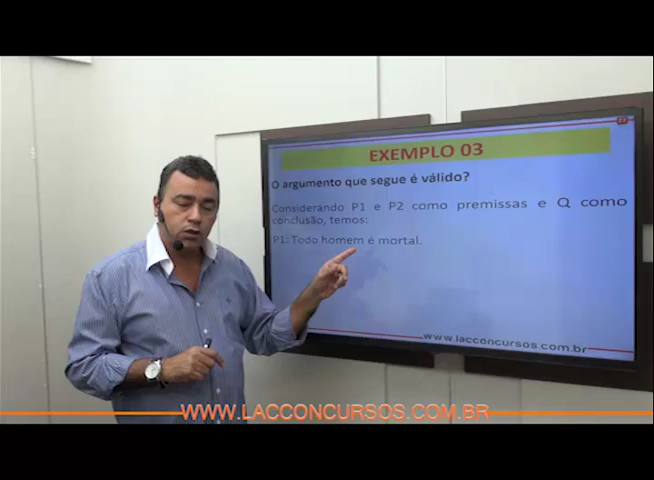 EXEMPLO 03
O argumento que segue é válido?
Considerando P1 e P2 como premissas e Q como
conclusão, temos:
P1: Todo homem é mortal.
www.lacconcursos.com.br
WWW.LACCONCURSOS.COM.BR